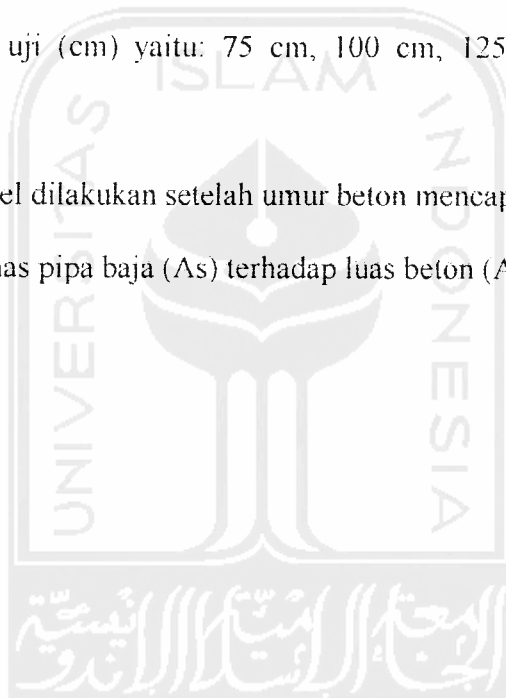 uji (cm) yaitu: 75 cm, 100 cm, 125
ISLAM
el dilakukan setelah umur beton mencap
as pipa baja (As) terhadap luas beton (A
UNIVERSITAS
INDONESIA